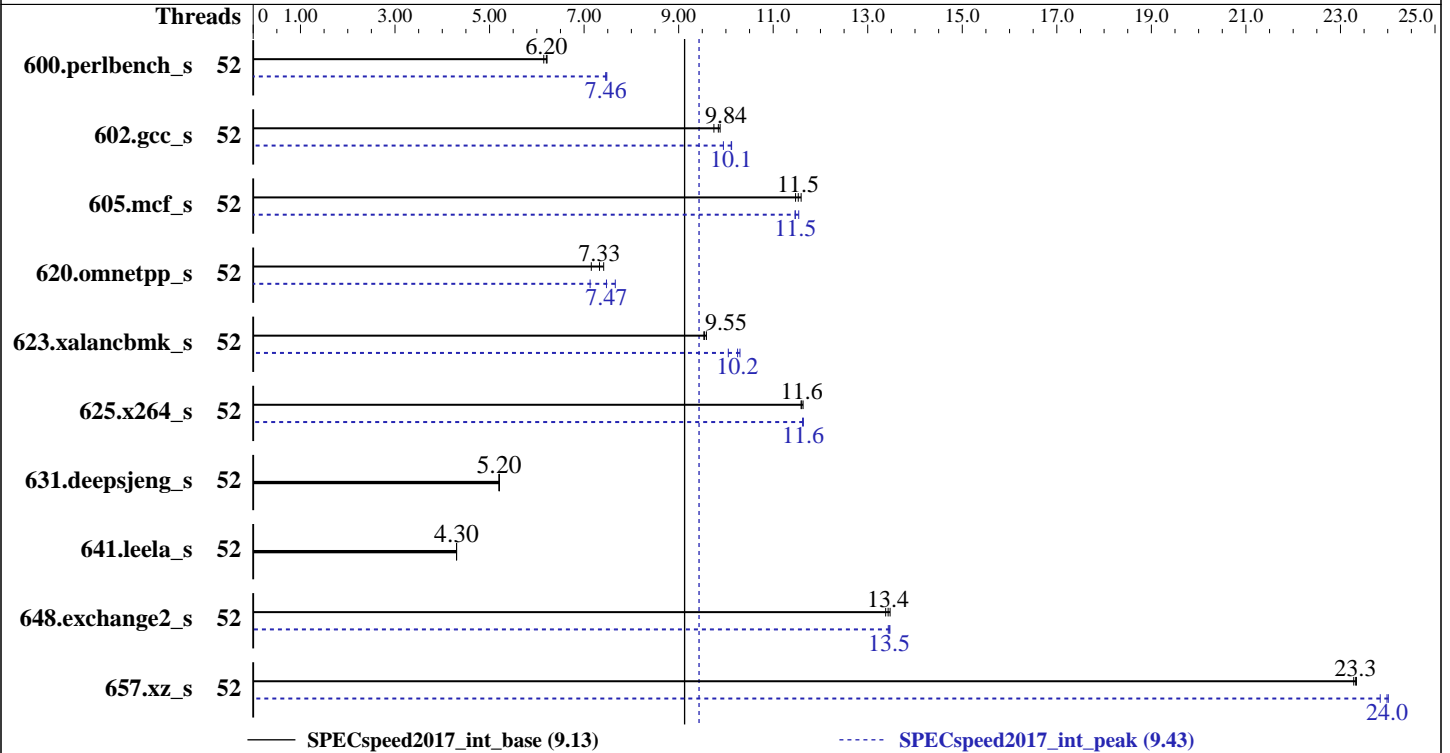 Threads 0 1.00 3.00 5.00 7.00 9.00 11.0 13.0 15.0 17.0 19.0 21.0 23.0 25.0
600.perlbench_s 52 6.20
7.46
602.gcc_s 52 9.84
10.1
605.mcf_s 52 11.5
11.5
620.omnetpp_s 52 7.33
7.47
623.xalancbmk_s 52 9.55
10.2
625.x264_s 52 11.6
11.6
631.deepsjeng_s 52 5.20
641.leela_s 52 4.30
648.exchange2_s 52 13.4
13.5
657.xz_s 52 23.3
24.0
SPECspeed2017_int_base (9.13) SPECspeed2017_int_peak (9.43)